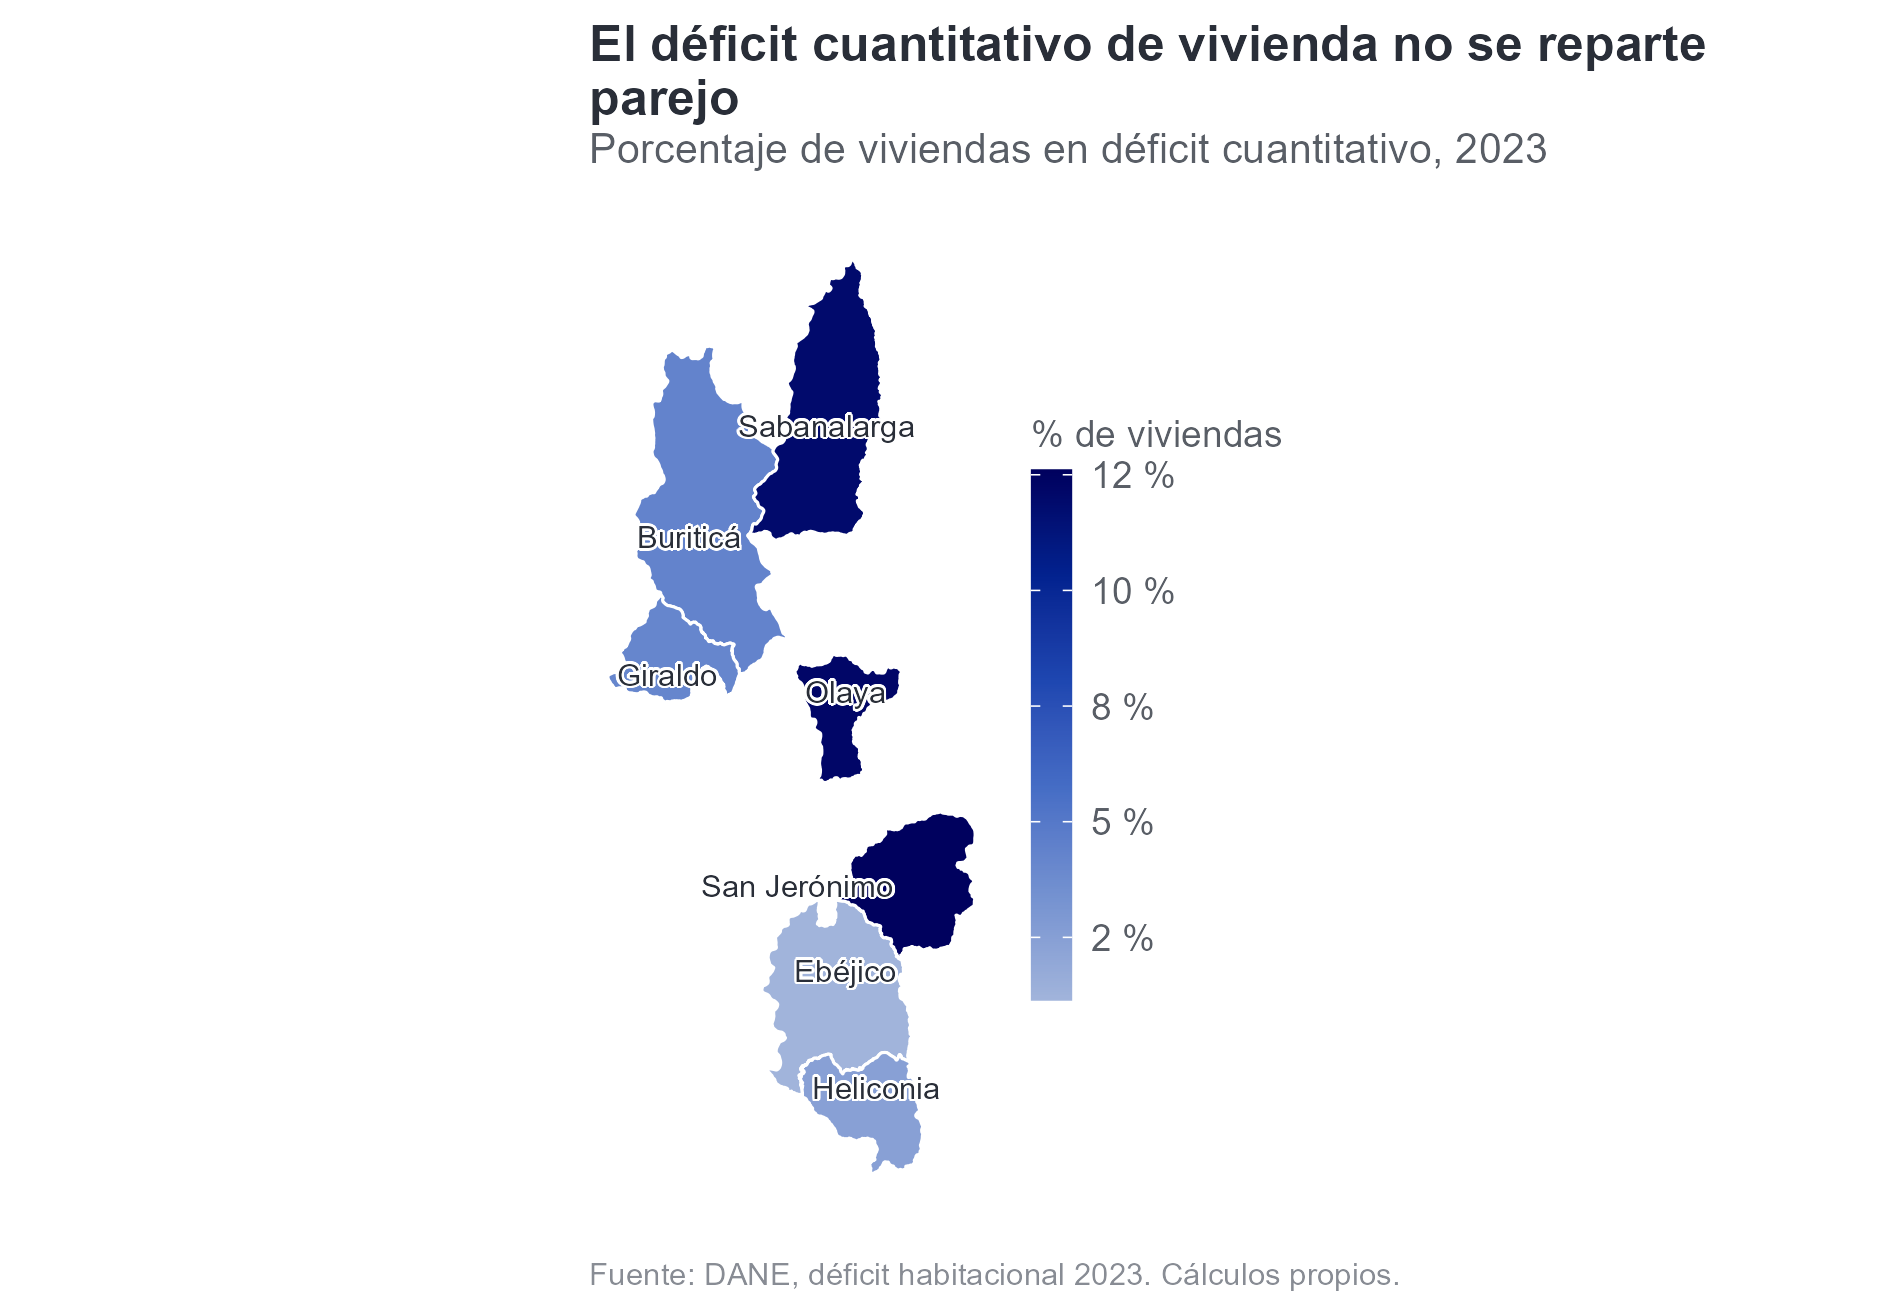 El déficit cuantitativo de vivienda no se reparte
parejo
Porcentaje de viviendas en déficit cuantitativo, 2023
Sabanalarga
% de viviendas
12 %
Buriticá
10 %
Giraldo
Olaya
8 %
5 %
San Jerónimo
2 %
Ebéjico
Heliconia
Fuente: DANE, déficit habitacional 2023. Cálculos propios.